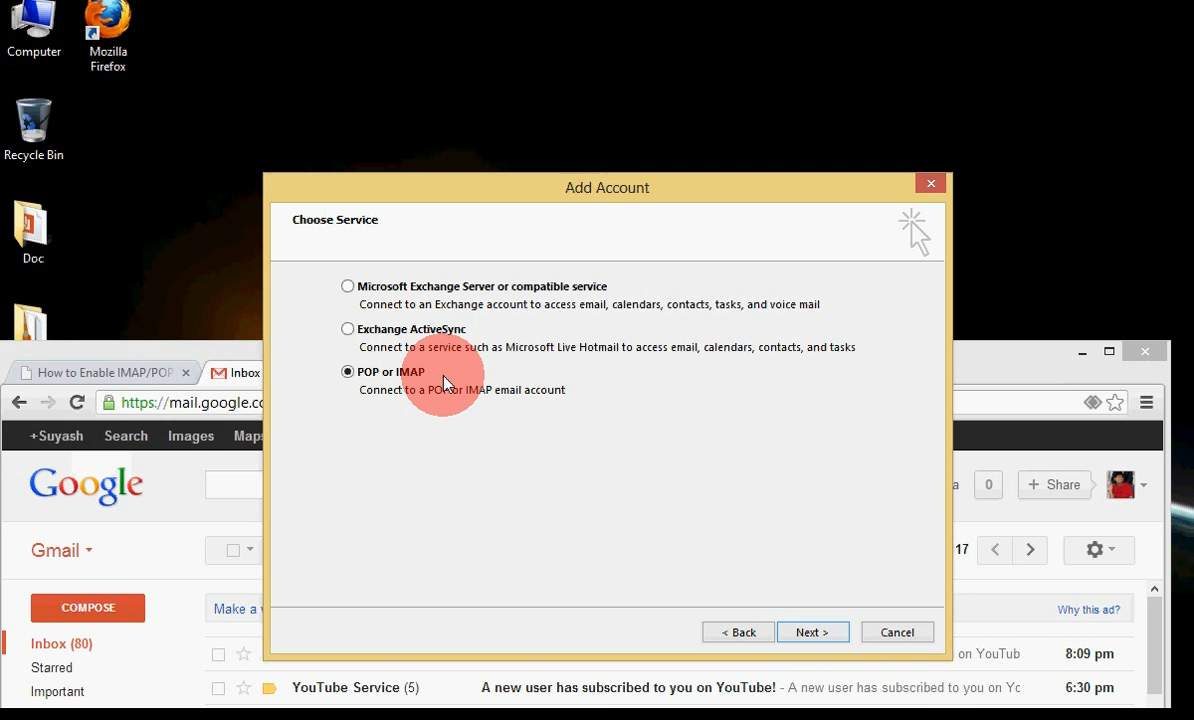 Computer
Mozilla
Firefox
Recycle Bin
Doc
Add Account
Choose Service
Microsoft Exchange Server or compatible service
Connect to an Exchange account to access email, calendars, contacts, tasks, and voice mail
Exchange ActiveSync
Connect to a service such as Microsoft Live Hotmail to access email, calendars, contacts, and tasks
POP or IMAP
Connect to a POP or IMAP email account
< Back
Next >
Cancel
How to Enable IMAP/POP
Inbox
https://mail.google.co
+Suyash
Search
Images
Maps
Google
a
0
+ Share
Gmail
17
COMPOSE
Make a
Why this ad?
Inbox (80)
on YouTub
8:09 pm
Starred
YouTube Service (5)
A new user has subscribed to you on YouTube! - A new user has subscribed to you on Yc
6:30 pm
Important